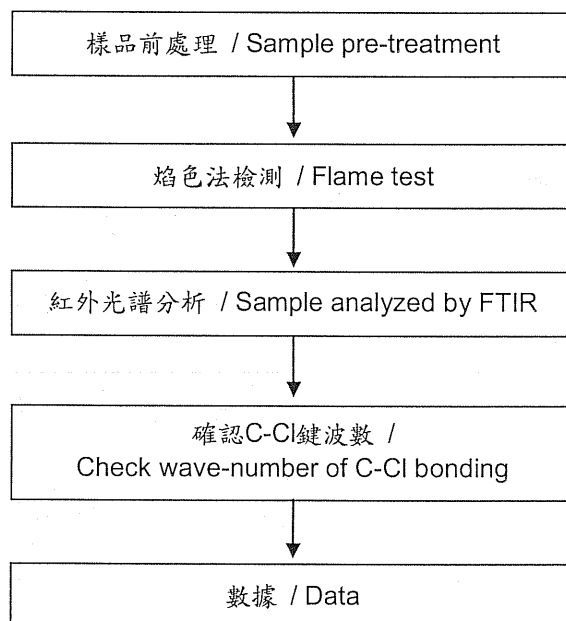 樣品前處理 / Sample pre-treatment
焰色法檢測 / Flame test
紅外光譜分析 / Sample analyzed by FTIR
確認C-Cl鍵波數 /
Check wave-number of C-Cl bonding
數據 / Data